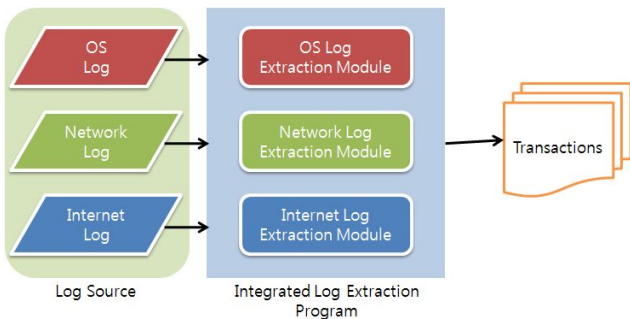 OS
Log
OS Log
Extraction Module
Network
Log
Network Log
Extraction Module
Transactions
Internet
Log
Internet Log
Extraction Module
Log Source
Integrated Log Extraction
Program